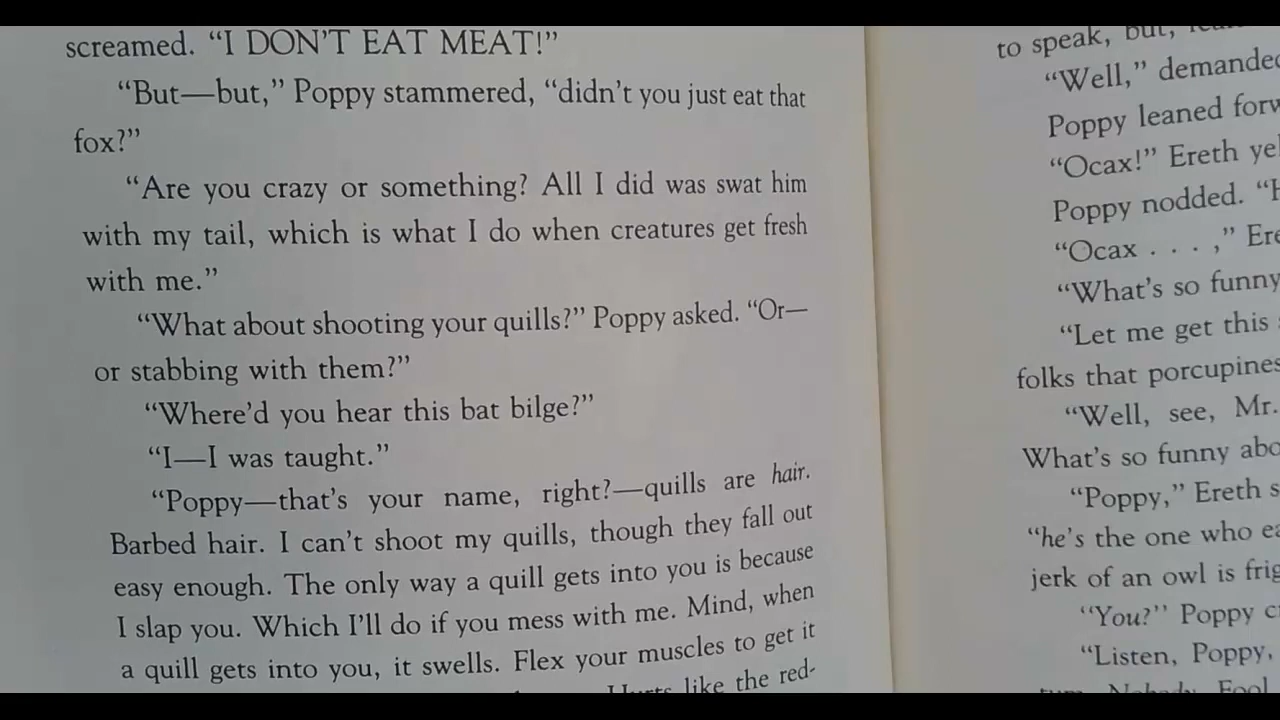 screamed. “I DON’T EAT MEAT!”
“But—but,” Poppy stammered, “didn’t you just eat that
fox?”
“Are you crazy or something? All I did was swat him
with my tail, which is what I do when creatures get fresh
with me.”
“What about shooting your quills?” Poppy asked. “Or—
or stabbing with them?”
“Where’d you hear this bat bilge?”
“I—I was taught.”
“Poppy—that’s your name, right?—quills are hair.
Barbed hair. I can’t shoot my quills, though they fall out
easy enough. The only way a quill gets into you is because
I slap you. Which I’ll do if you mess with me. Mind, when
a quill gets into you, it swells. Flex your muscles to get it
Hurts like the red-
to speak, but,
“Well,” demanded
Poppy leaned
“Ocax!” Ereth
Poppy nodded.
“Ocax . . . ,”
“What’s so funny
“Let me get this
folks that porcupines
“Well, see, Mr.
What’s so funny
“Poppy,” Ereth
“he’s the one who
jerk of an owl is
“You?” Poppy
“Listen, Poppy,
Nobody. Fool